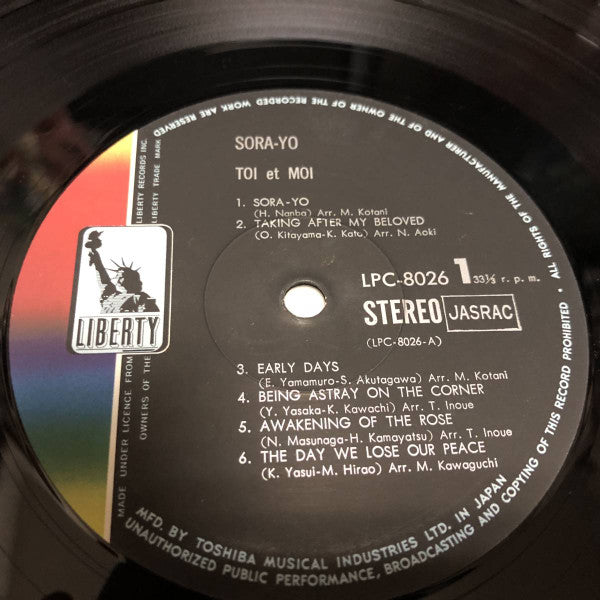 SORA-YO
TOI et MOI
1. SORA-YO
(H. Nanba) Arr. M. Kotani
2. TAKING AFTER MY BELOVED
(O. Kitayama-K. Kato) Arr. N. Aoki
LPC-8026 1 33⅓ r. p. m.
STEREO JASRAC
(LPC-8026-A)
3. EARLY DAYS
(E. Yamamuro-S. Akutagawa) Arr. M. Kotani
4. BEING ASTRAY ON THE CORNER
(Y. Yasaka-K. Kawachi) Arr. T. Inoue
5. AWAKENING OF THE ROSE
(N. Masunaga-H. Kamayatsu) Arr. T. Inoue
6. THE DAY WE LOSE OUR PEACE
(K. Yasui-M. Hirao) Arr. M. Kawaguchi
LIBERTY
MADE UNDER LICENCE FROM LIBERTY RECORDS INC.
OWNERS OF THE LIBERTY TRADE MARK
MFD. BY TOSHIBA MUSICAL INDUSTRIES LTD. IN JAPAN
• ALL RIGHTS OF THE MANUFACTURER AND OF THE OWNER OF THE RECORDED WORK ARE RESERVED
UNAUTHORIZED PUBLIC PERFORMANCE, BROADCASTING AND COPYING OF THIS RECORD PROHIBITED •